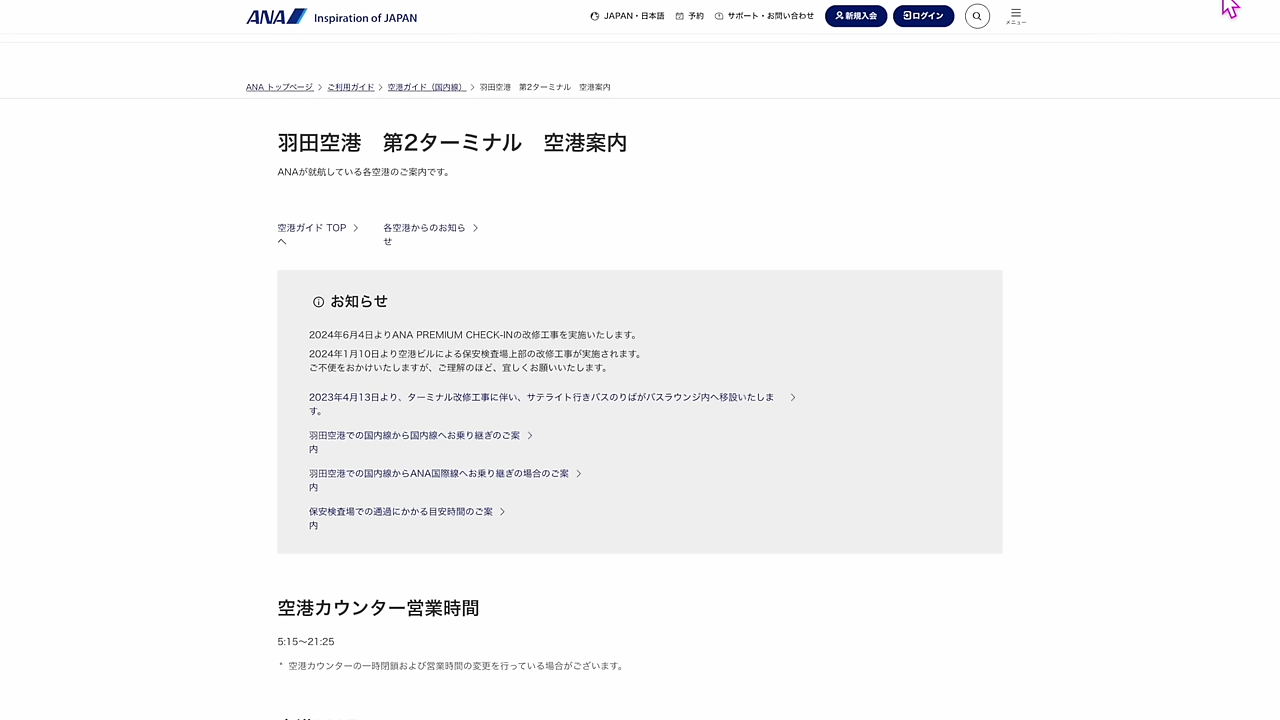 ANA Inspiration of JAPAN
JAPAN・日本語 予約 サポート・お問い合わせ 新規入会 ログイン メニュー
ANA トップページ ご利用ガイド 空港ガイド（国内線） 羽田空港　第2ターミナル　空港案内
羽田空港　第2ターミナル　空港案内
ANAが就航している各空港のご案内です。
空港ガイド TOP
へ
各空港からのお知ら
せ
お知らせ
2024年6月4日よりANA PREMIUM CHECK-INの改修工事を実施いたします。
2024年1月10日より空港ビルによる保安検査場上部の改修工事が実施されます。
ご不便をおかけいたしますが、ご理解のほど、宜しくお願いいたします。
2023年4月13日より、ターミナル改修工事に伴い、サテライト行きバスのりばがバスラウンジ内へ移設いたしま
す。
羽田空港での国内線から国内線へお乗り継ぎのご案
内
羽田空港での国内線からANA国際線へお乗り継ぎの場合のご案
内
保安検査場での通過にかかる目安時間のご案
内
空港カウンター営業時間
5:15～21:25
* 空港カウンターの一時閉鎖および営業時間の変更を行っている場合がございます。